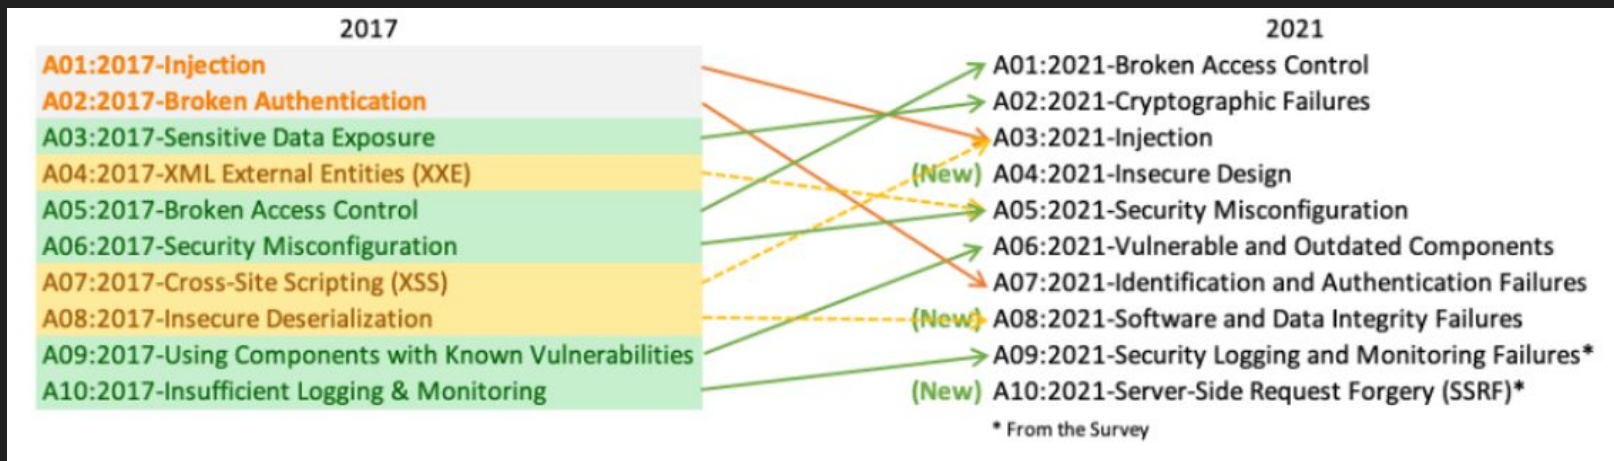 2017
A01:2017-Injection
A02:2017-Broken Authentication
A03:2017-Sensitive Data Exposure
A04:2017-XML External Entities (XXE)
A05:2017-Broken Access Control
A06:2017-Security Misconfiguration
A07:2017-Cross-Site Scripting (XSS)
A08:2017-Insecure Deserialization
A09:2017-Using Components with Known Vulnerabilities
A10:2017-Insufficient Logging & Monitoring
2021
A01:2021-Broken Access Control
A02:2021-Cryptographic Failures
A03:2021-Injection
(New) A04:2021-Insecure Design
A05:2021-Security Misconfiguration
A06:2021-Vulnerable and Outdated Components
A07:2021-Identification and Authentication Failures
(New) A08:2021-Software and Data Integrity Failures
A09:2021-Security Logging and Monitoring Failures*
(New) A10:2021-Server-Side Request Forgery (SSRF)*
* From the Survey